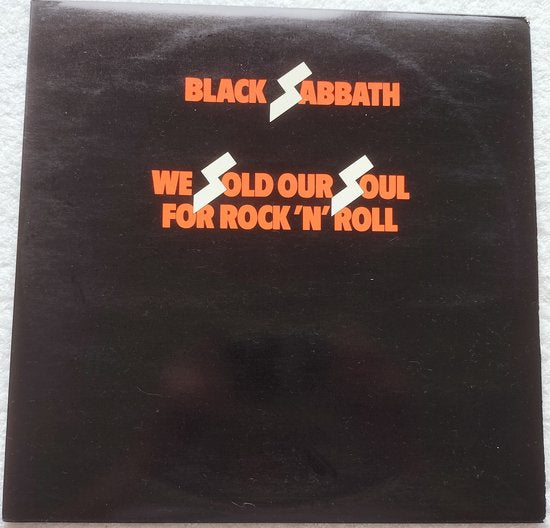 BLACK SABBATH
WE SOLD OUR SOUL
FOR ROCK 'N' ROLL